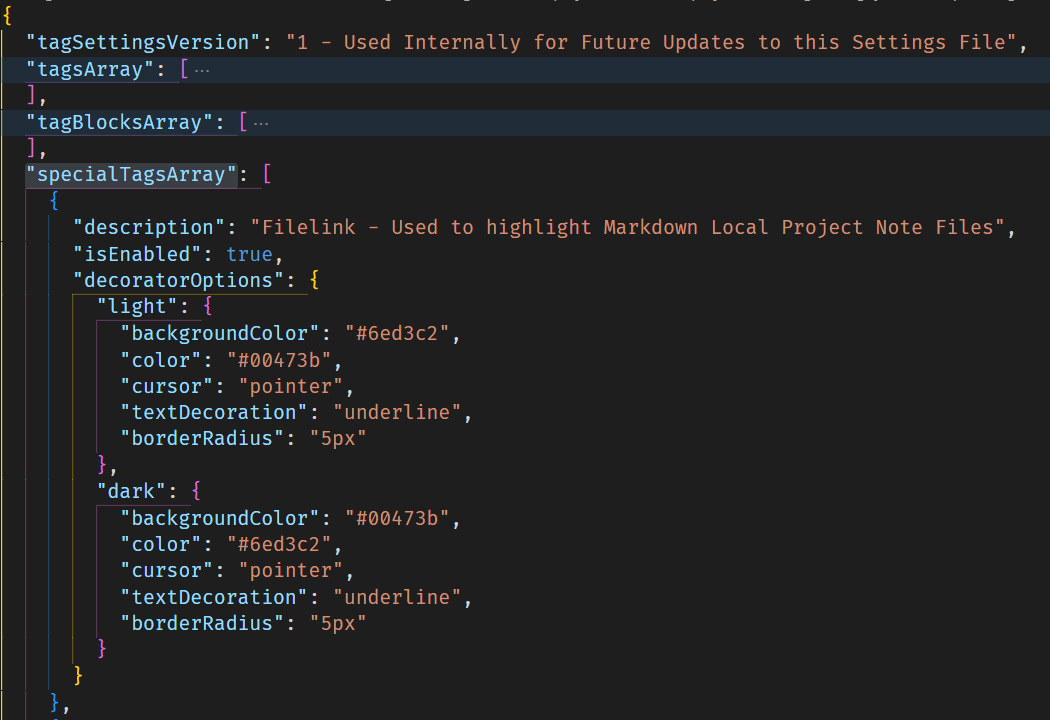 {
"tagSettingsVersion": "1 - Used Internally for Future Updates to this Settings File",
"tagsArray": [ ···
],
"tagBlocksArray": [ ···
],
"specialTagsArray": [
{
"description": "Filelink - Used to highlight Markdown Local Project Note Files",
"isEnabled": true,
"decoratorOptions": {
"light": {
"backgroundColor": "#6ed3c2",
"color": "#00473b",
"cursor": "pointer",
"textDecoration": "underline",
"borderRadius": "5px"
},
"dark": {
"backgroundColor": "#00473b",
"color": "#6ed3c2",
"cursor": "pointer",
"textDecoration": "underline",
"borderRadius": "5px"
}
}
},